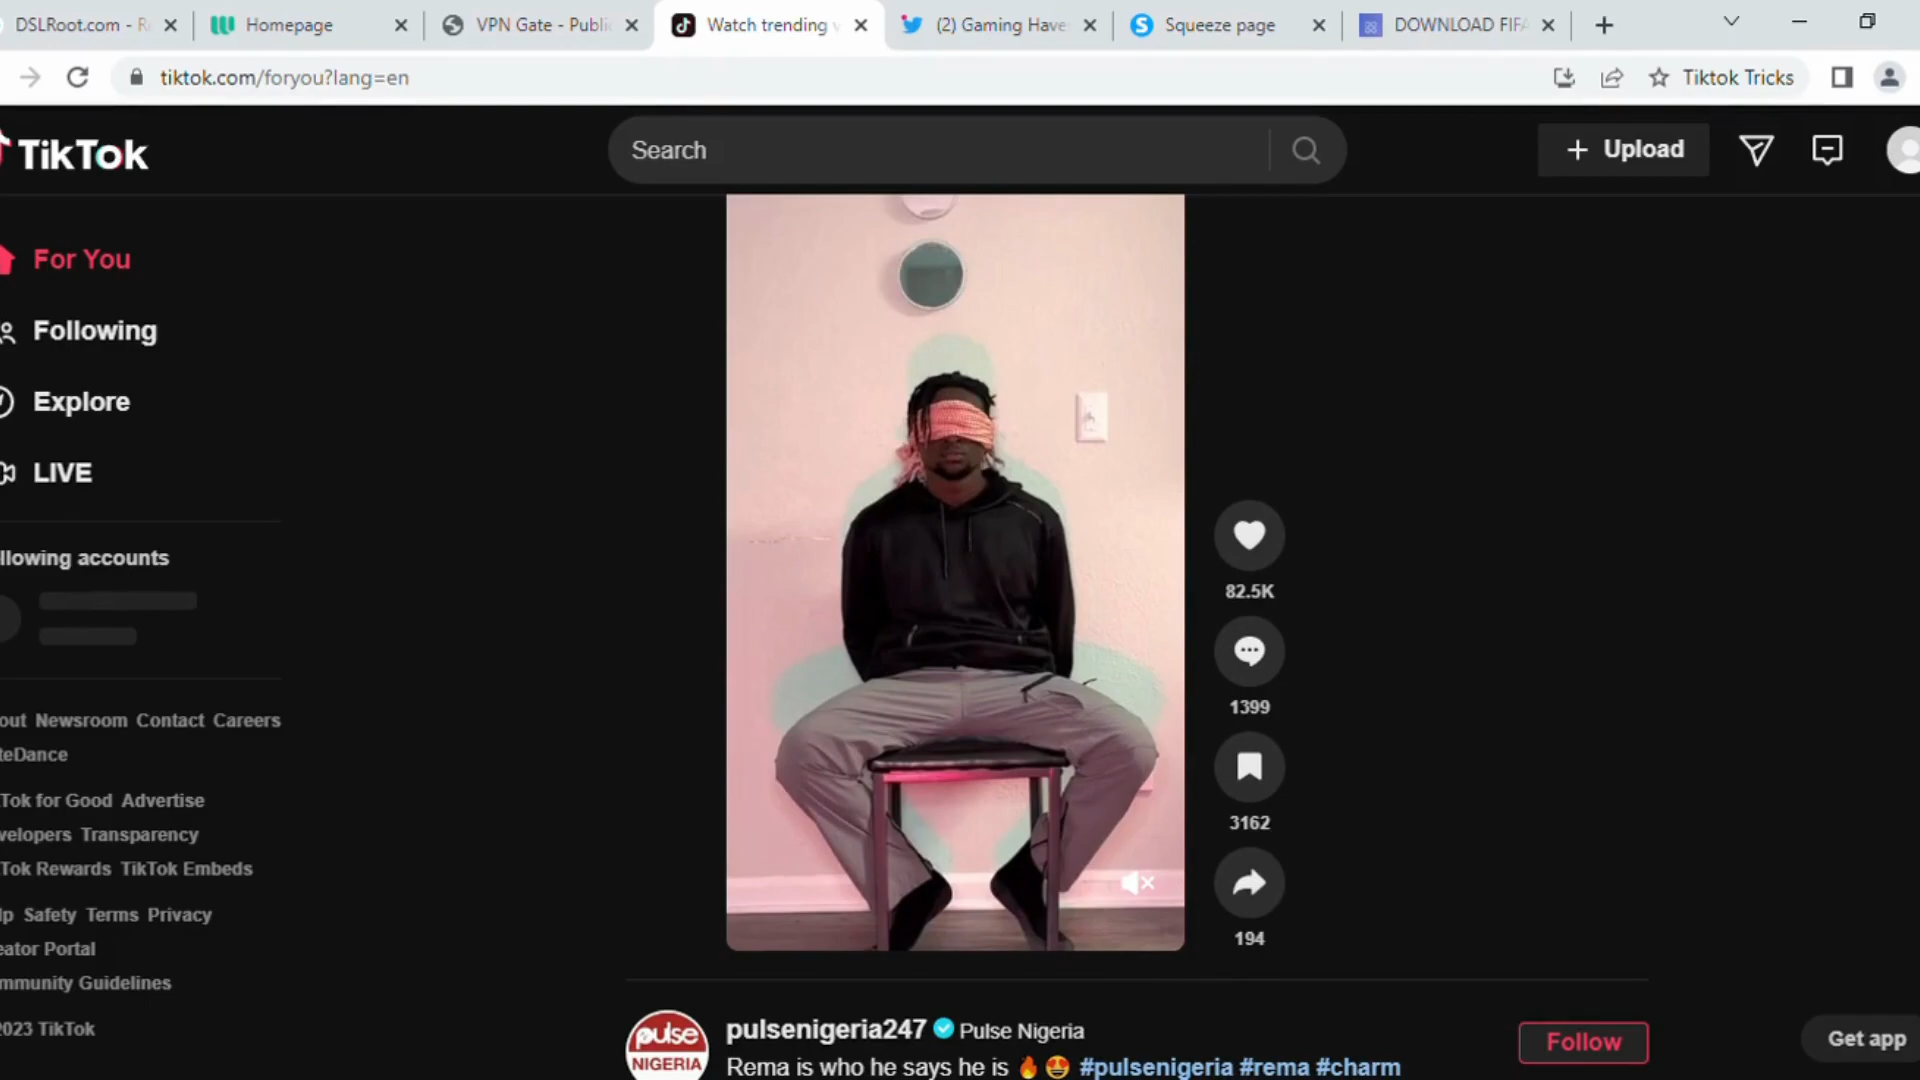 DSLRoot.com - R
Homepage
VPN Gate - Public
Watch trending v
(2) Gaming Have
Squeeze page
DOWNLOAD FIFA
tiktok.com/foryou?lang=en
Tiktok Tricks
TikTok
Search
+ Upload
For You
Following
Explore
LIVE
llowing accounts
out Newsroom Contact Careers
teDance
Tok for Good Advertise
velopers Transparency
Tok Rewards TikTok Embeds
lp Safety Terms Privacy
eator Portal
mmunity Guidelines
2023 TikTok
82.5K
1399
3162
194
pulse
NIGERIA
pulsenigeria247 Pulse Nigeria
Rema is who he says he is 🔥😍 #pulsenigeria #rema #charm
Follow
Get app